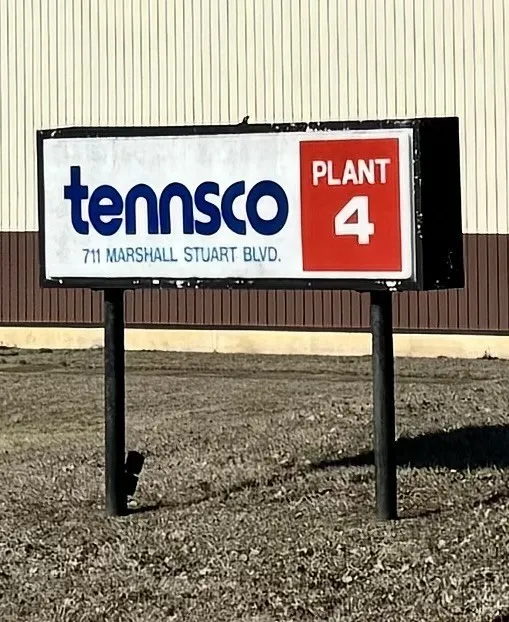 tennsco
711 MARSHALL STUART BLVD.
PLANT
4